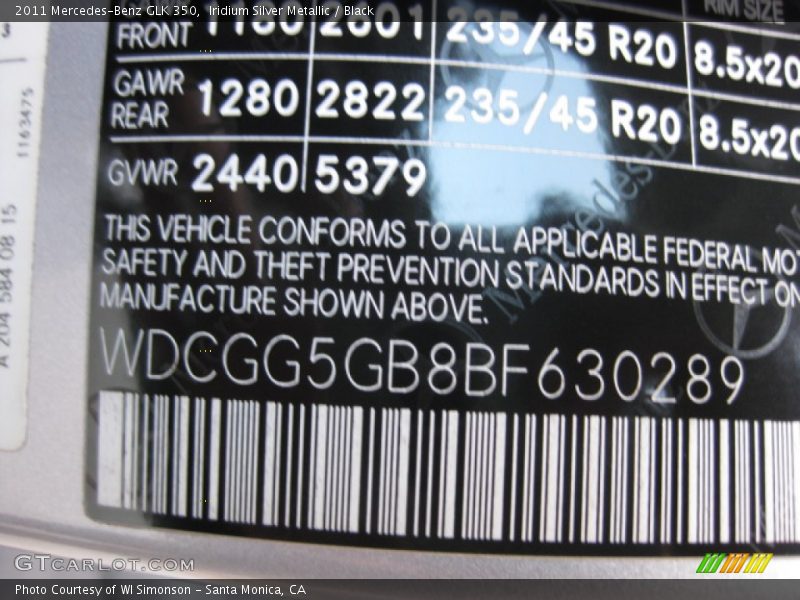 2011 Mercedes-Benz GLK 350, Iridium Silver Metallic / Black
RIM SIZE
FRONT 1180 2601 235/45 R20 8.5x20
GAWR
REAR 1280 2822 235/45 R20 8.5x20
GVWR 2440 5379
THIS VEHICLE CONFORMS TO ALL APPLICABLE FEDERAL MOT
SAFETY AND THEFT PREVENTION STANDARDS IN EFFECT ON
MANUFACTURE SHOWN ABOVE.
WDCGG5GB8BF630289
A 204 584 08 15
1163475
GTCARLOT.COM
Photo Courtesy of WI Simonson - Santa Monica, CA